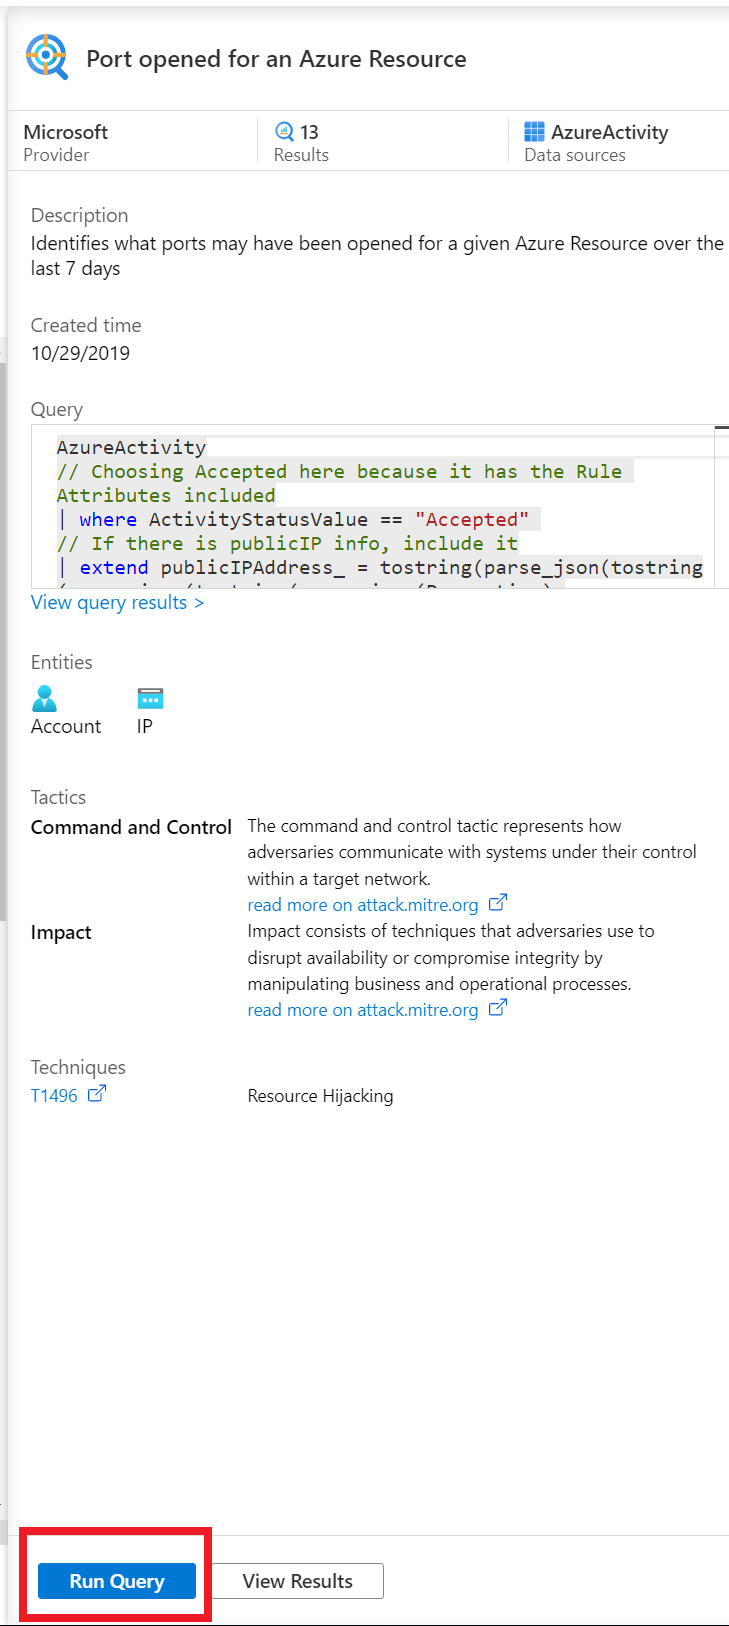 Port opened for an Azure Resource
Microsoft
Provider
13
Results
AzureActivity
Data sources
Description
Identifies what ports may have been opened for a given Azure Resource over the
last 7 days
Created time
10/29/2019
Query
AzureActivity
// Choosing Accepted here because it has the Rule
Attributes included
| where ActivityStatusValue == "Accepted"
// If there is publicIP info, include it
| extend publicIPAddress_ = tostring(parse_json(tostring
View query results >
Entities
Account
IP
Tactics
Command and Control
The command and control tactic represents how
adversaries communicate with systems under their control
within a target network.
read more on attack.mitre.org
Impact
Impact consists of techniques that adversaries use to
disrupt availability or compromise integrity by
manipulating business and operational processes.
read more on attack.mitre.org
Techniques
T1496
Resource Hijacking
Run Query
View Results